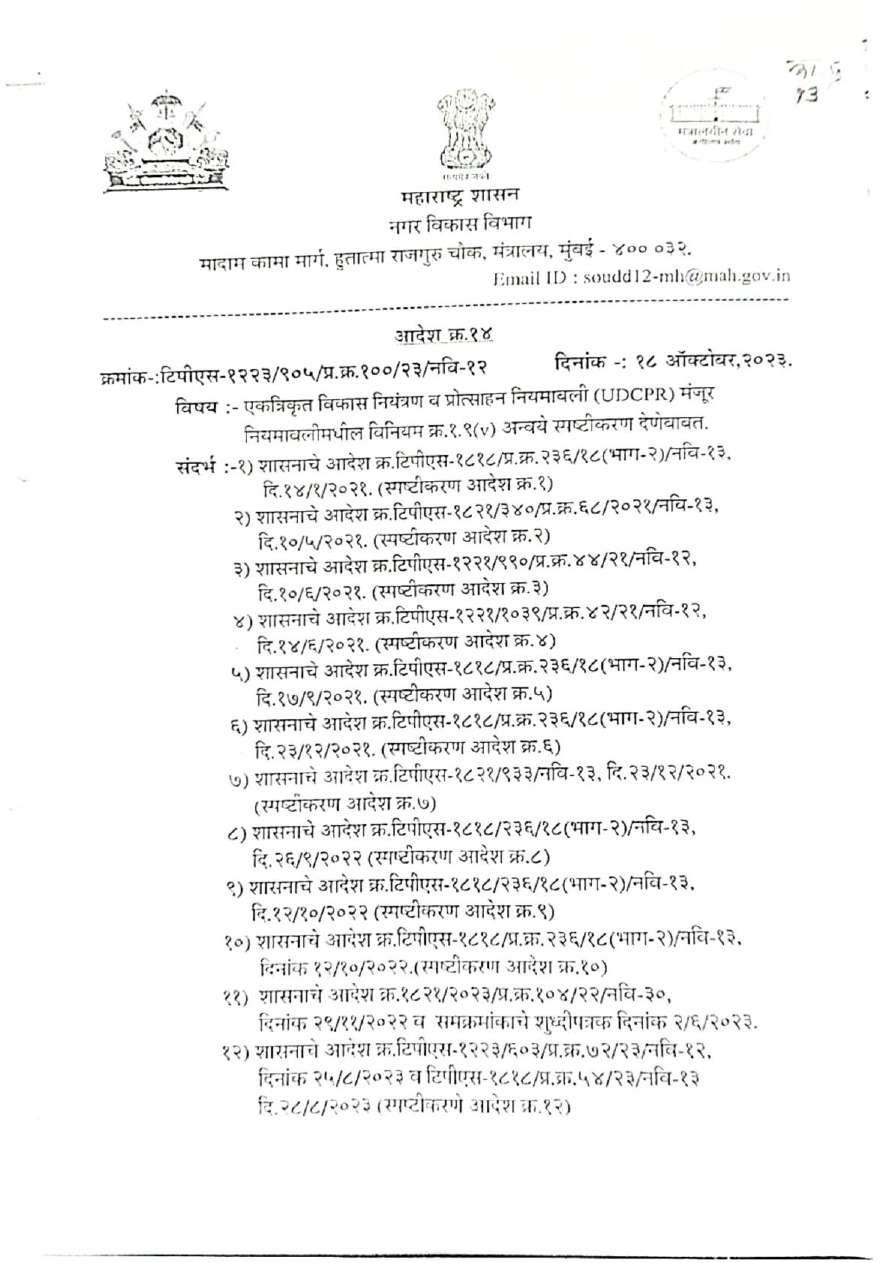 सत्यमेव जयते
मंत्रालयीन सेवा
१३
महाराष्ट्र शासन
नगर विकास विभाग
मादाम कामा मार्ग, हुतात्मा राजगुरु चोक, मंत्रालय, मुंबई - ४०० ०३२.
Email ID : soudd12-mh@mah.gov.in
आदेश क्र.१४
क्रमांक-:टिपीएस-१२२३/९०५/प्र.क्र.१००/२३/नवि-१२ दिनांक -: १८ ऑक्टोबर,२०२३.
विषय :- एकत्रिकृत विकास नियंत्रण व प्रोत्साहन नियमावली (UDCPR) मंजूर
नियमावलीमधील विनियम क्र.१.९(v) अन्वये स्पष्टीकरण देणेबाबत.
संदर्भ :-१) शासनाचे आदेश क्र.टिपीएस-१८१८/प्र.क्र.२३६/१८(भाग-२)/नवि-१३,
दि.१४/१/२०२१. (स्पष्टीकरण आदेश क्र.१)
२) शासनाचे आदेश क्र.टिपीएस-१८२१/३४०/प्र.क्र.६८/२०२१/नवि-१३,
दि.१०/५/२०२१. (स्पष्टीकरण आदेश क्र.२)
३) शासनाचे आदेश क्र.टिपीएस-१२२१/९९०/प्र.क्र.४४/२१/नवि-१२,
दि.१०/६/२०२१. (स्पष्टीकरण आदेश क्र.३)
४) शासनाचे आदेश क्र.टिपीएस-१२२१/१०३९/प्र.क्र.४२/२१/नवि-१२,
दि.१४/६/२०२१. (स्पष्टीकरण आदेश क्र.४)
५) शासनाचे आदेश क्र.टिपीएस-१८१८/प्र.क्र.२३६/१८(भाग-२)/नवि-१३,
दि.१७/९/२०२१. (स्पष्टीकरण आदेश क्र.५)
६) शासनाचे आदेश क्र.टिपीएस-१८१८/प्र.क्र.२३६/१८(भाग-२)/नवि-१३,
दि.२३/१२/२०२१. (स्पष्टीकरण आदेश क्र.६)
७) शासनाचे आदेश क्र.टिपीएस-१८२१/९३३/नवि-१३, दि.२३/१२/२०२१.
(स्पष्टीकरण आदेश क्र.७)
८) शासनाचे आदेश क्र.टिपीएस-१८१८/२३६/१८(भाग-२)/नवि-१३,
दि.२६/९/२०२२ (स्पष्टीकरण आदेश क्र.८)
९) शासनाचे आदेश क्र.टिपीएस-१८१८/२३६/१८(भाग-२)/नवि-१३,
दि.१२/१०/२०२२ (स्पष्टीकरण आदेश क्र.९)
१०) शासनाचे आदेश क्र.टिपीएस-१८१८/प्र.क्र.२३६/१८(भाग-२)/नवि-१३,
दिनांक १२/१०/२०२२.(स्पष्टीकरण आदेश क्र.१०)
११) शासनाचे आदेश क्र.१८२१/२०२३/प्र.क्र.१०४/२२/नवि-३०,
दिनांक २९/११/२०२२ व समक्रमांकाचे शुध्दीपत्रक दिनांक २/६/२०२३.
१२) शासनाचे आदेश क्र.टिपीएस-१२२३/६०३/प्र.क्र.७२/२३/नवि-१२,
दिनांक २५/८/२०२३ व टिपीएस-१८१८/प्र.क्र.५४/२३/नवि-१३
दि.२८/८/२०२३ (स्पष्टीकरणे आदेश क्र.१२)